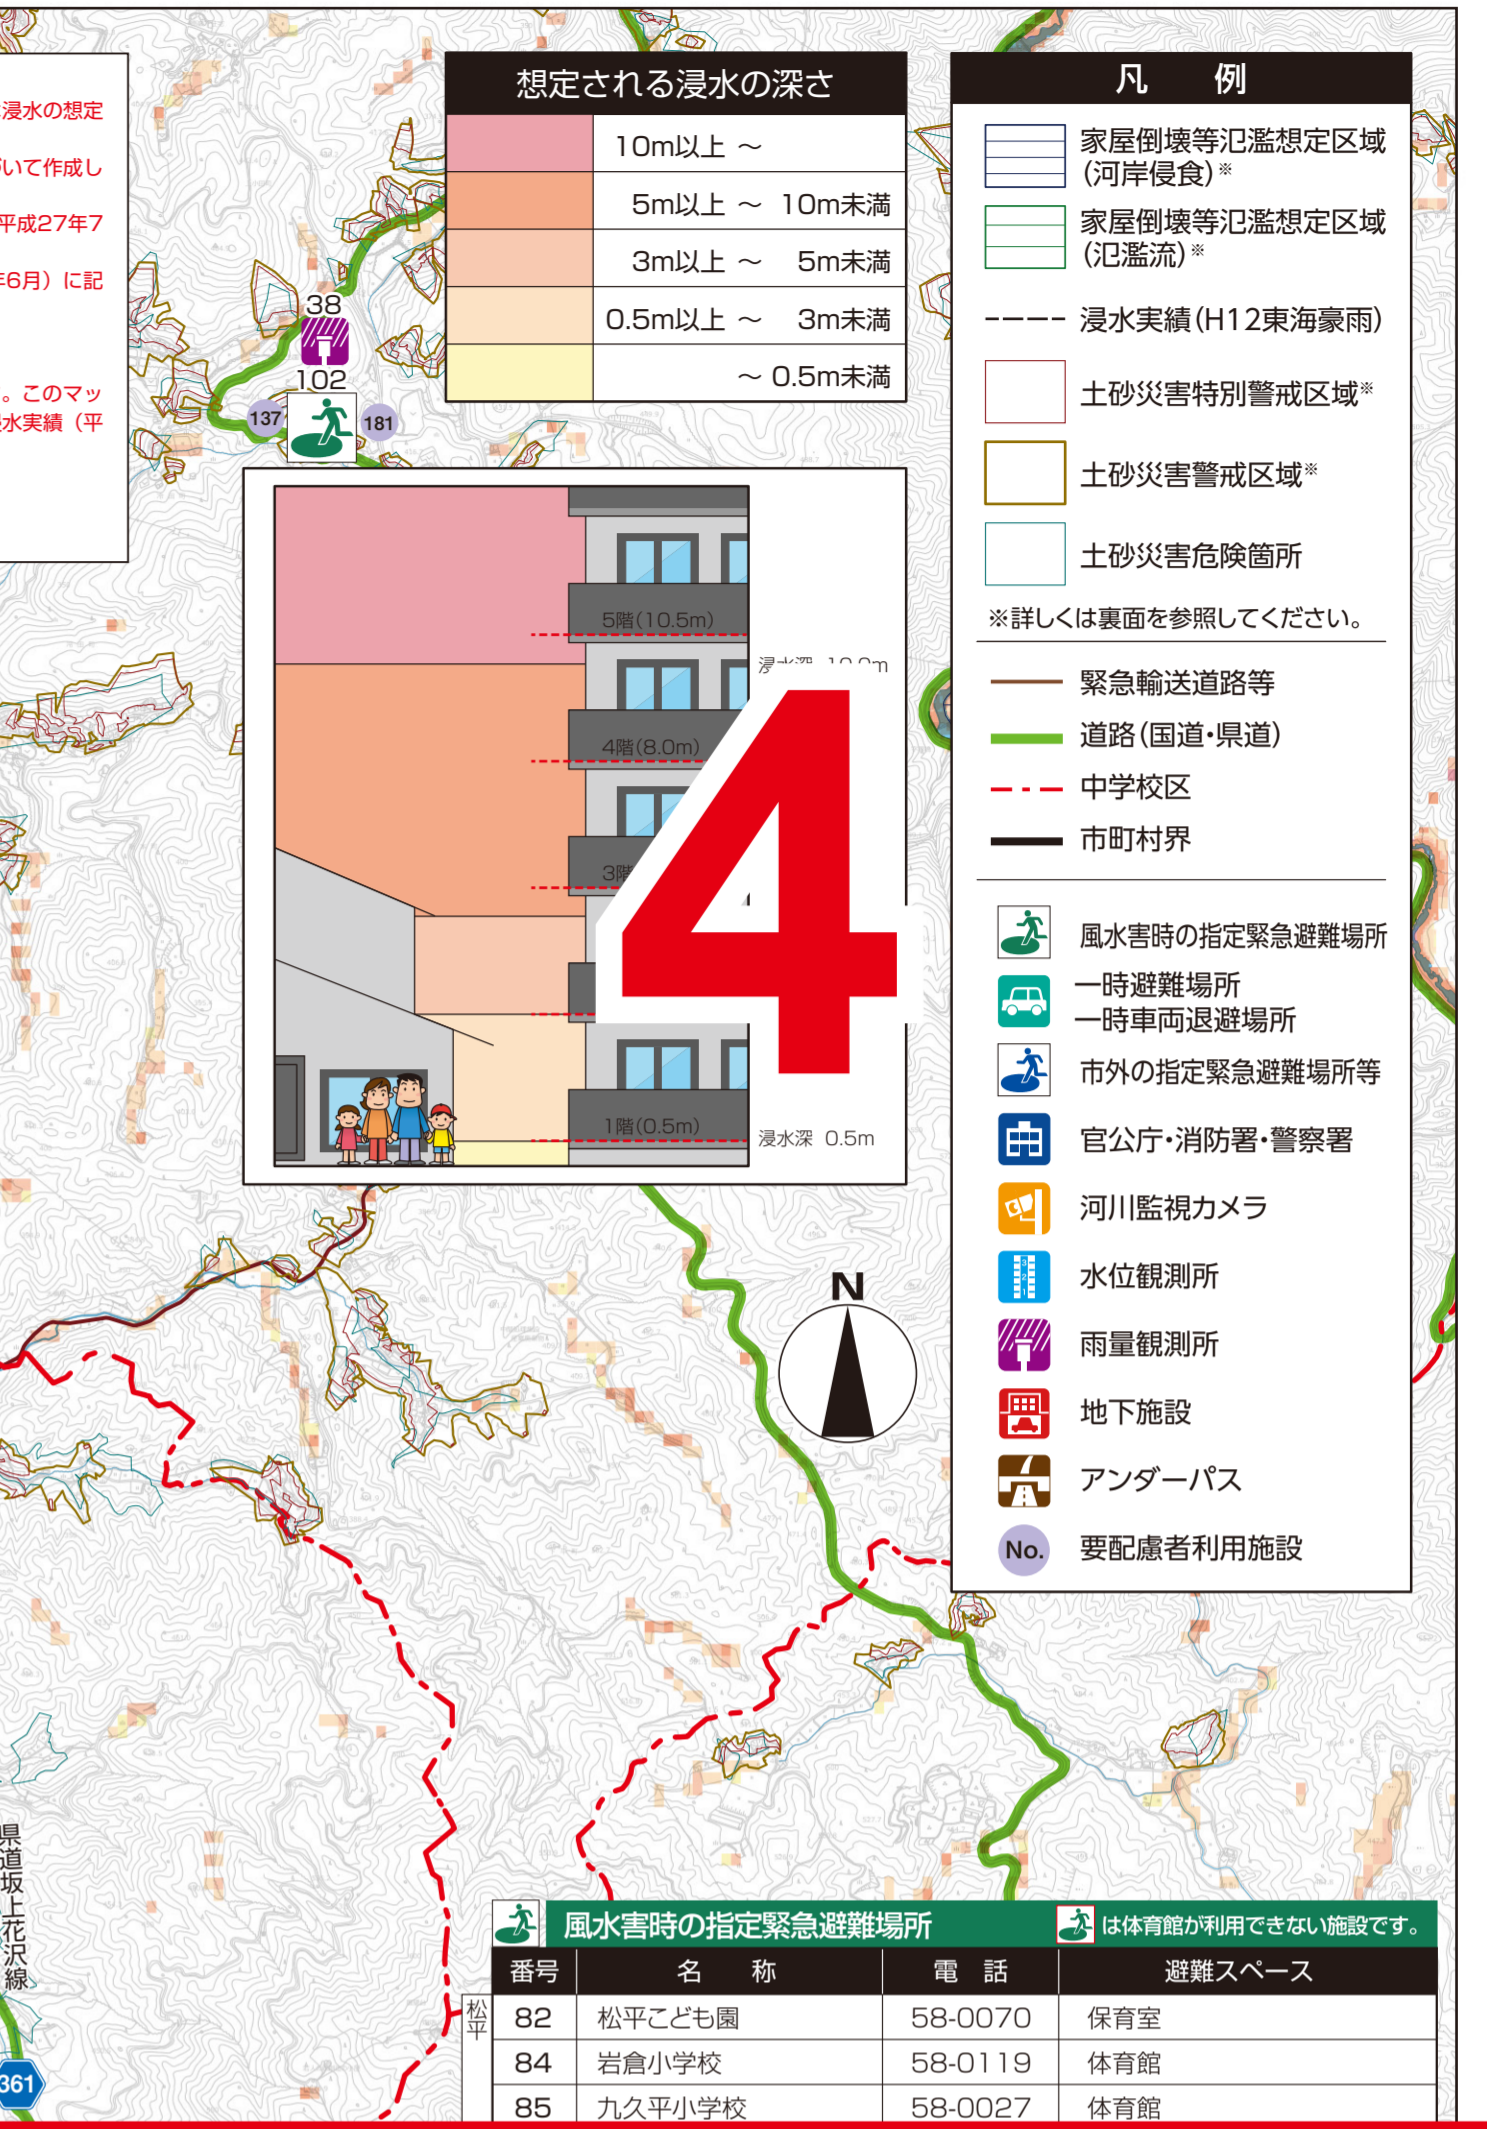 浸水の想定
づいて作成し
平成27年7
年6月）に記
。このマッ
浸水実績（平
想定される浸水の深さ
10m以上 ～
5m以上 ～ 10m未満
3m以上 ～ 5m未満
0.5m以上 ～ 3m未満
～ 0.5m未満
38
102
137
181
5階(10.5m)
浸水深 10.0m
4階(8.0m)
3階
4
1階(0.5m)
浸水深 0.5m
N
凡 例
家屋倒壊等氾濫想定区域
(河岸侵食)※
家屋倒壊等氾濫想定区域
(氾濫流)※
浸水実績(H12東海豪雨)
土砂災害特別警戒区域※
土砂災害警戒区域※
土砂災害危険箇所
※詳しくは裏面を参照してください。
緊急輸送道路等
道路(国道・県道)
中学校区
市町村界
風水害時の指定緊急避難場所
一時避難場所
一時車両退避場所
市外の指定緊急避難場所等
官公庁・消防署・警察署
河川監視カメラ
水位観測所
雨量観測所
地下施設
アンダーパス
No. 要配慮者利用施設
県道坂上花沢線
361
風水害時の指定緊急避難場所 は体育館が利用できない施設です。
番号 名 称 電 話 避難スペース
松平
82 松平こども園 58-0070 保育室
84 岩倉小学校 58-0119 体育館
85 九久平小学校 58-0027 体育館